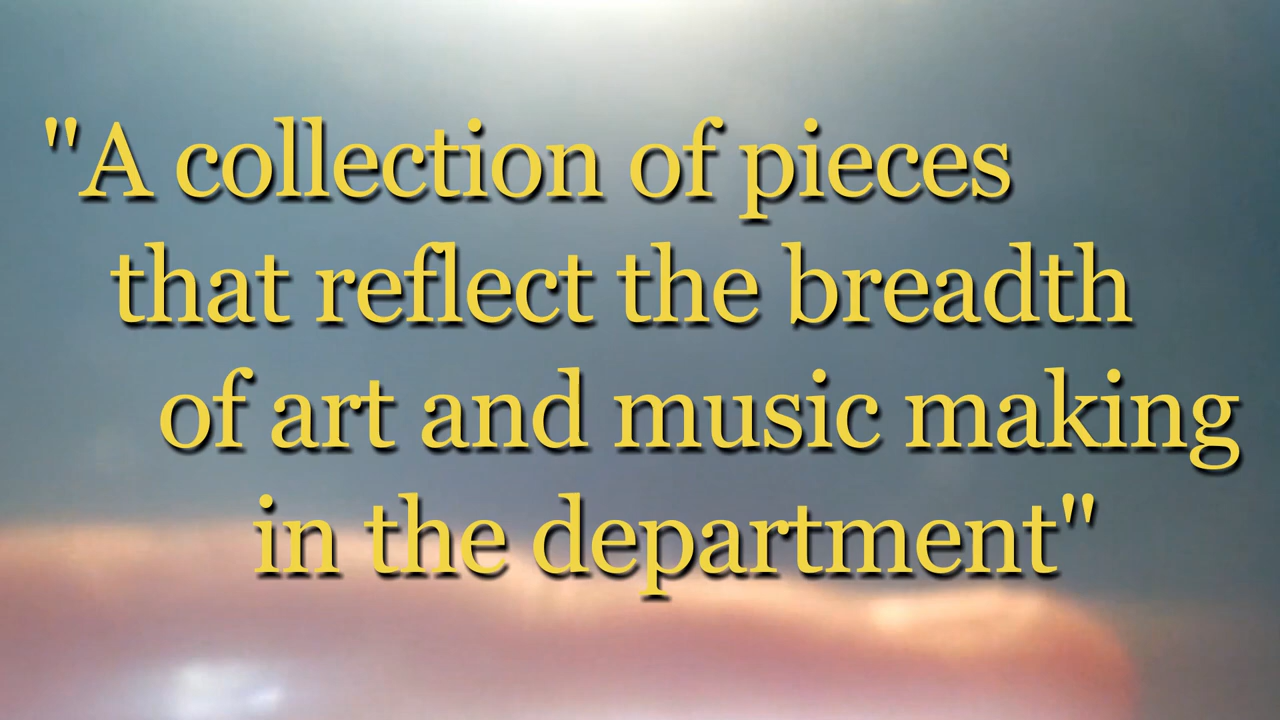 "A collection of pieces
that reflect the breadth
of art and music making
in the department"